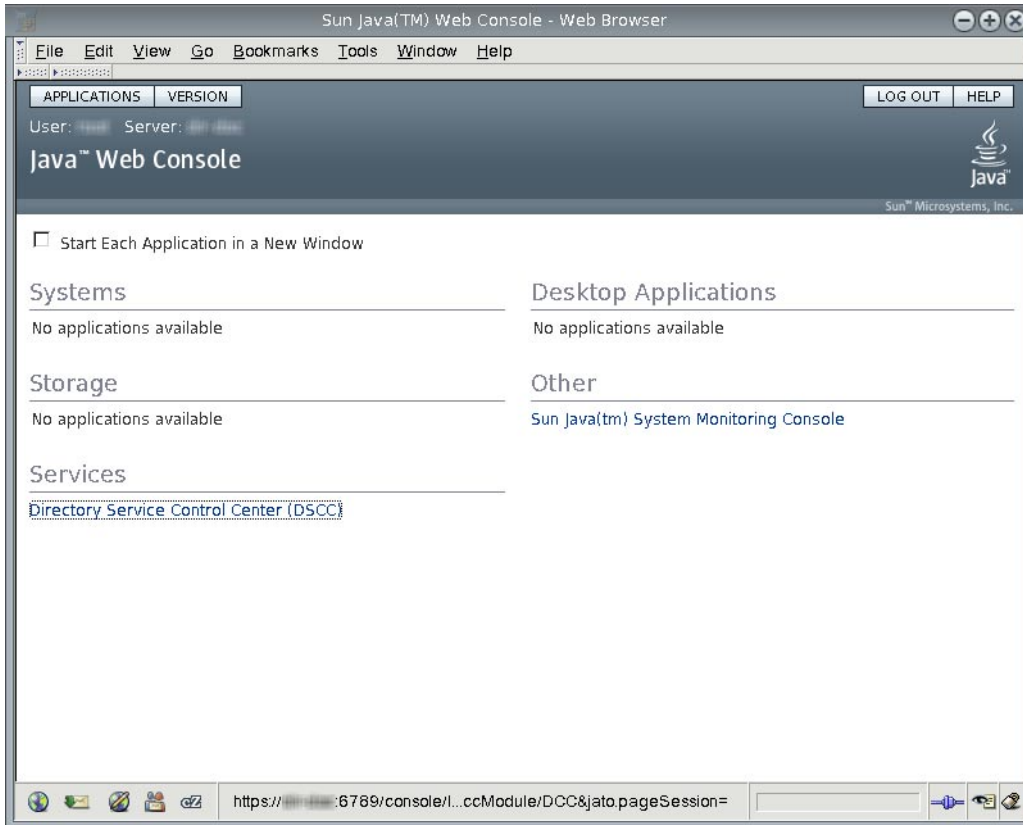 Sun Java(TM) Web Console - Web Browser
File Edit View Go Bookmarks Tools Window Help
APPLICATIONS VERSION LOG OUT HELP
User: Server:
Java™ Web Console
Java™
Sun™ Microsystems, Inc.
Start Each Application in a New Window
Systems
No applications available
Desktop Applications
No applications available
Storage
No applications available
Other
Sun Java(tm) System Monitoring Console
Services
Directory Service Control Center (DSCC)
https:// :6789/console/l...ccModule/DCC&jato.pageSession=